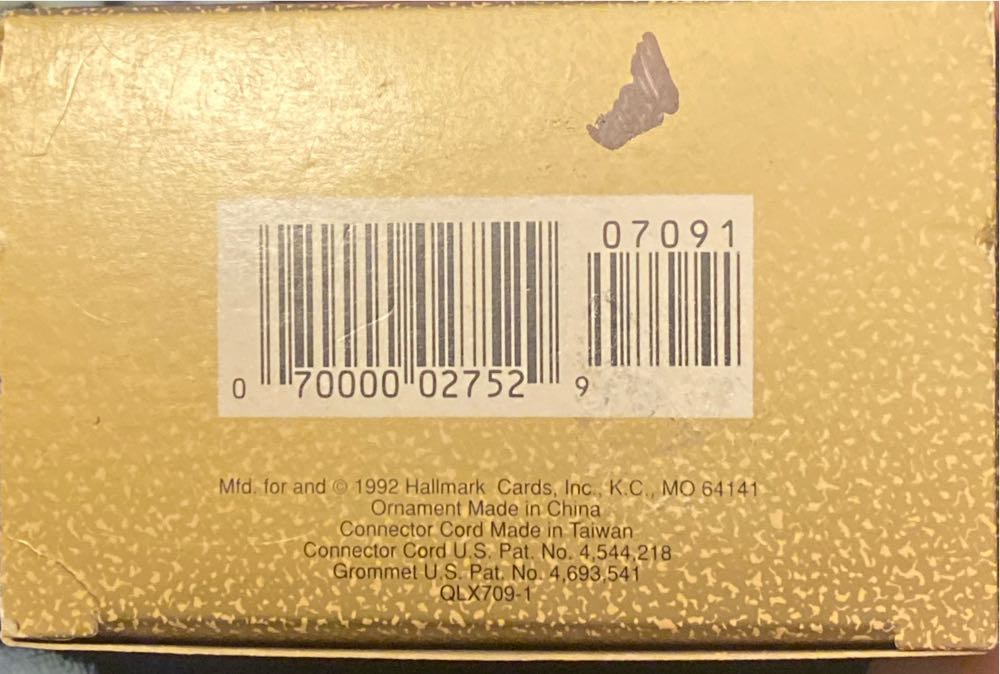 07091
0 70000 02752 9
Mfd. for and © 1992 Hallmark Cards, Inc., K.C., MO 64141
Ornament Made in China
Connector Cord Made in Taiwan
Connector Cord U.S. Pat. No. 4,544,218
Grommet U.S. Pat. No. 4,693,541
QLX709-1